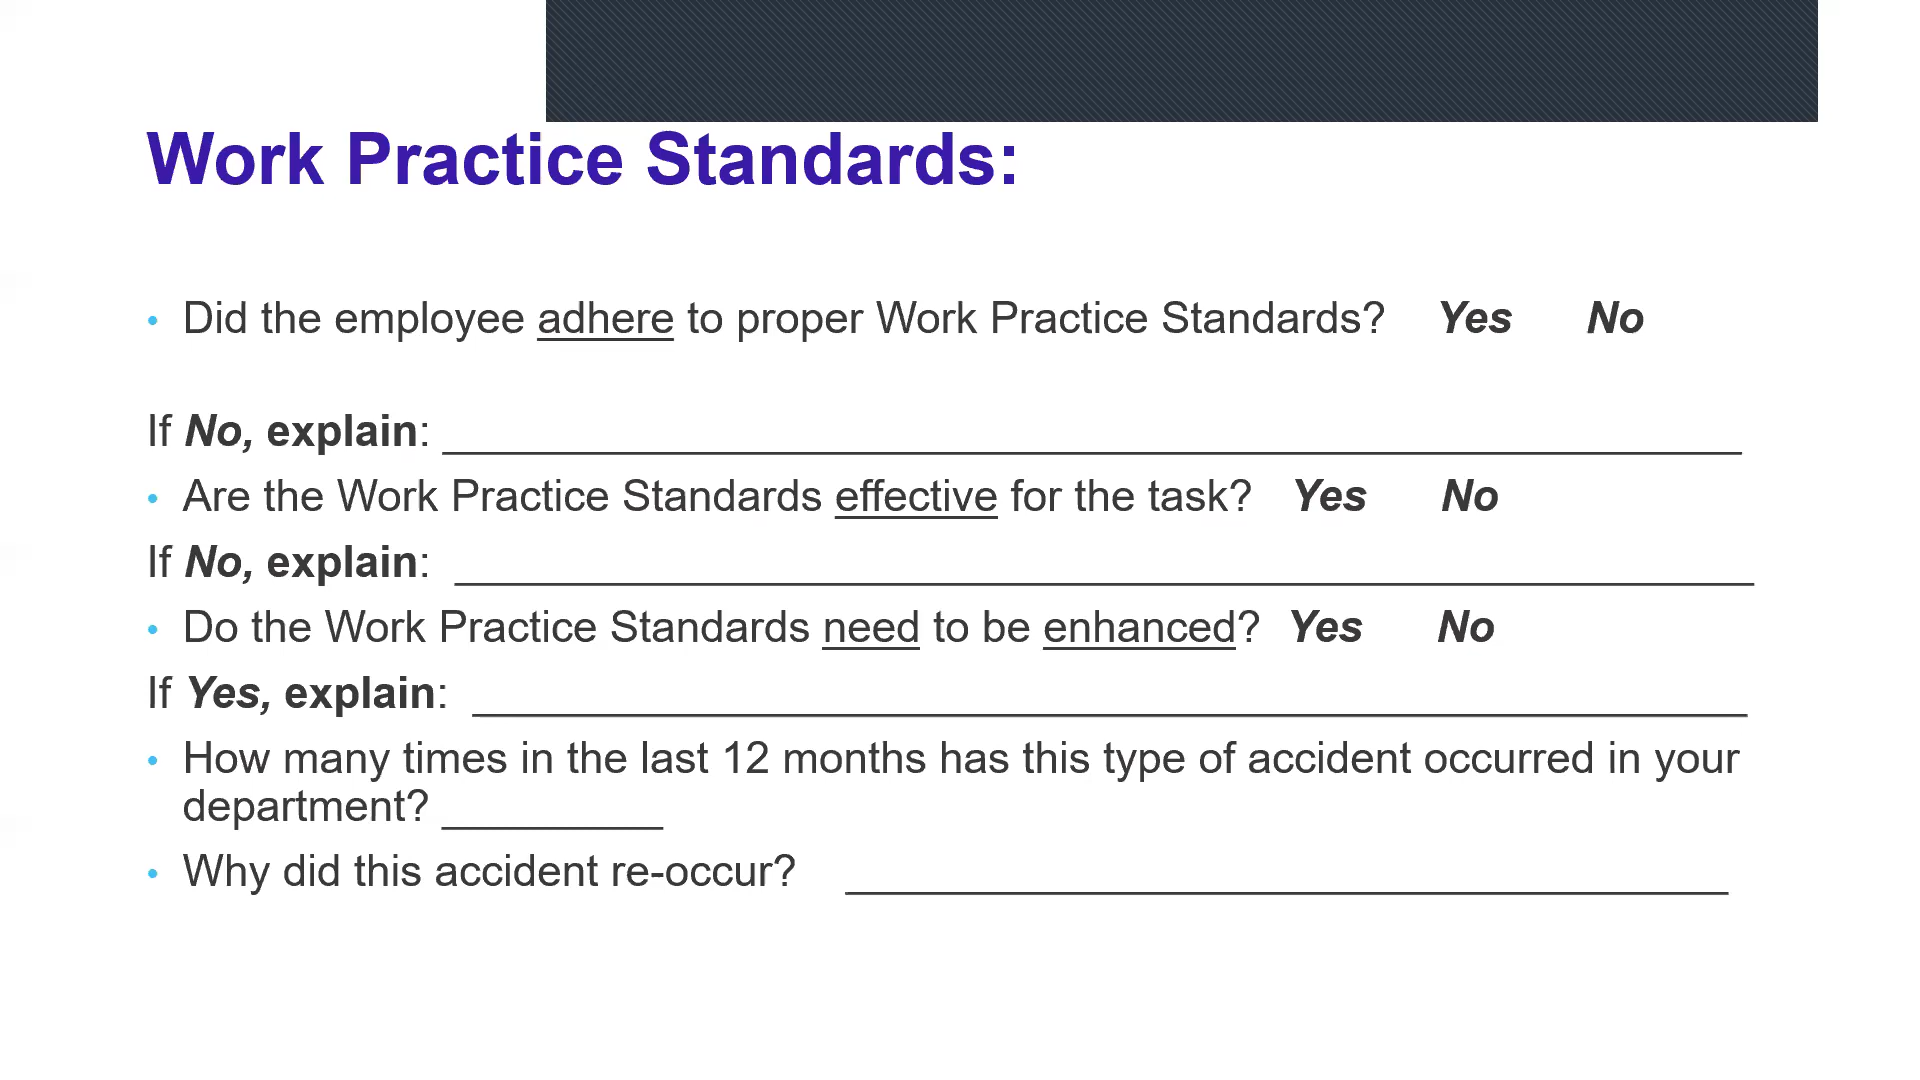 Work Practice Standards:
• Did the employee adhere to proper Work Practice Standards? Yes No
If No, explain: ___________________________________________________________
• Are the Work Practice Standards effective for the task? Yes No
If No, explain: ___________________________________________________________
• Do the Work Practice Standards need to be enhanced? Yes No
If Yes, explain: __________________________________________________________
• How many times in the last 12 months has this type of accident occurred in your
department? __________
• Why did this accident re-occur? ________________________________________